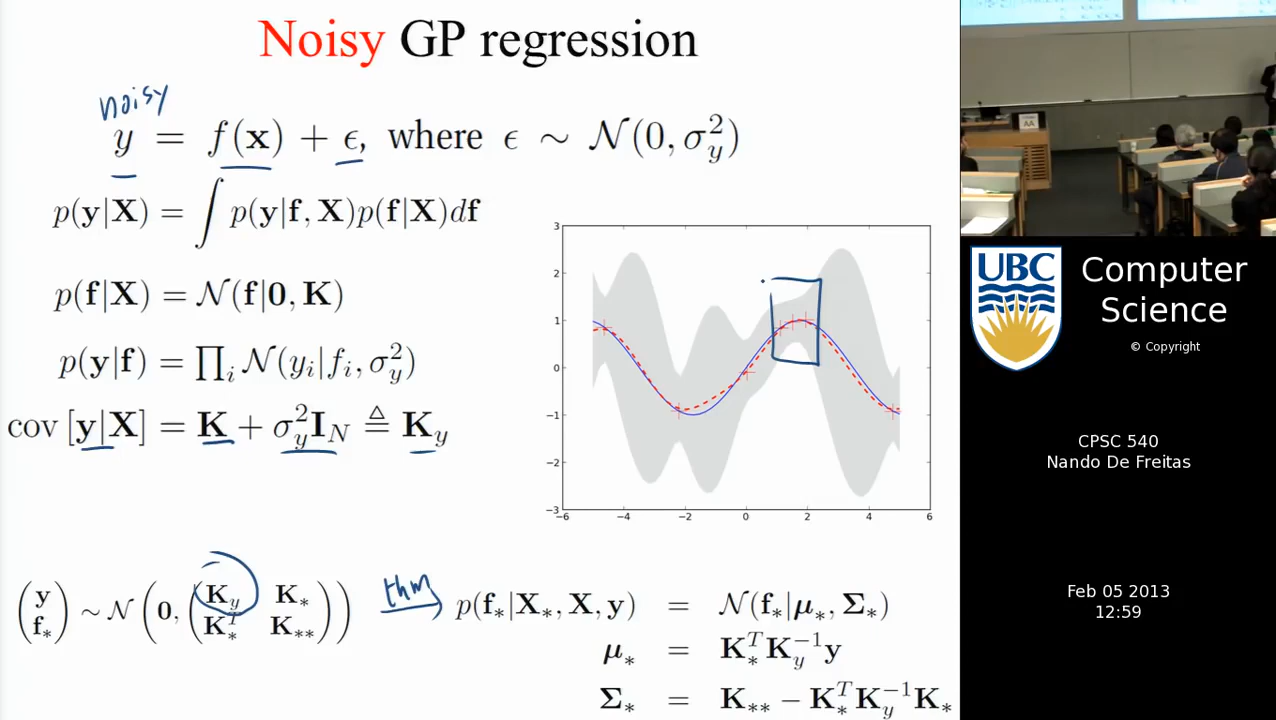 Noisy GP regression
noisy
y = f(x) + ϵ, where ϵ ∼ 𝒩(0, σ_y^2)
p(y|X) = ∫ p(y|f, X)p(f|X)df
p(f|X) = 𝒩(f|0, K)
p(y|f) = ∏_i 𝒩(y_i|f_i, σ_y^2)
cov [y|X] = K + σ_y^2 I_N ≜ K_y
3
2
1
0
−1
−2
−3
−6 −4 −2 0 2 4 6
(y f_*) ∼ 𝒩 (0, (K_y K_* K_*^T K_**))
thm
p(f_*|X_*, X, y) = 𝒩(f_*|μ_*, Σ_*)
μ_* = K_*^T K_y^{-1} y
Σ_* = K_** − K_*^T K_y^{-1} K_*
AA
UBC
Computer
Science
© Copyright
CPSC 540
Nando De Freitas
Feb 05 2013
12:59